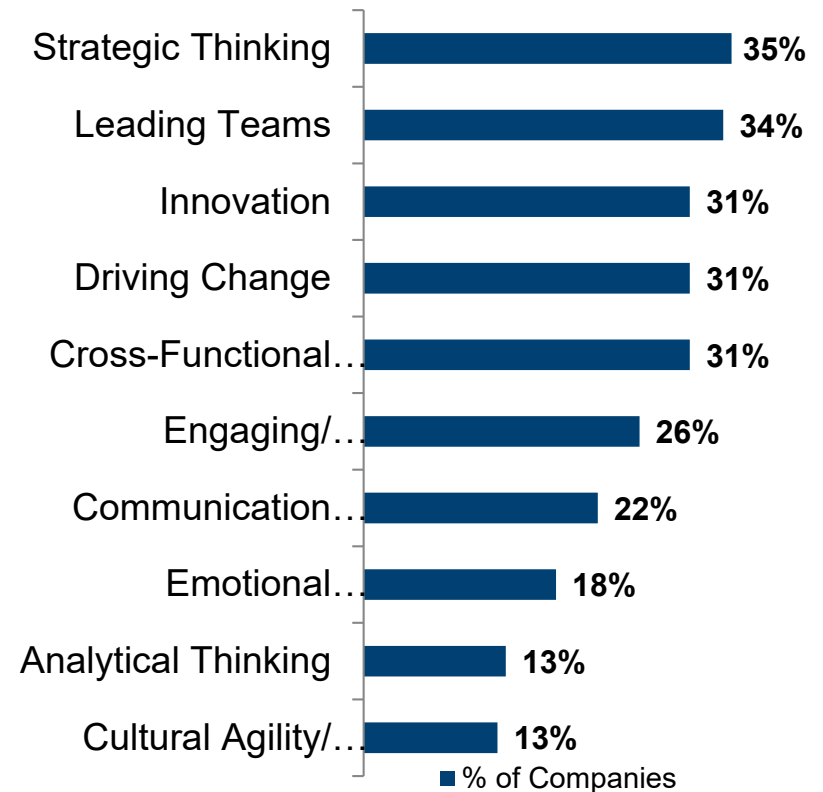 Strategic Thinking 35%
Leading Teams 34%
Innovation 31%
Driving Change 31%
Cross-Functional… 31%
Engaging/… 26%
Communication… 22%
Emotional… 18%
Analytical Thinking 13%
Cultural Agility/… 13%
% of Companies